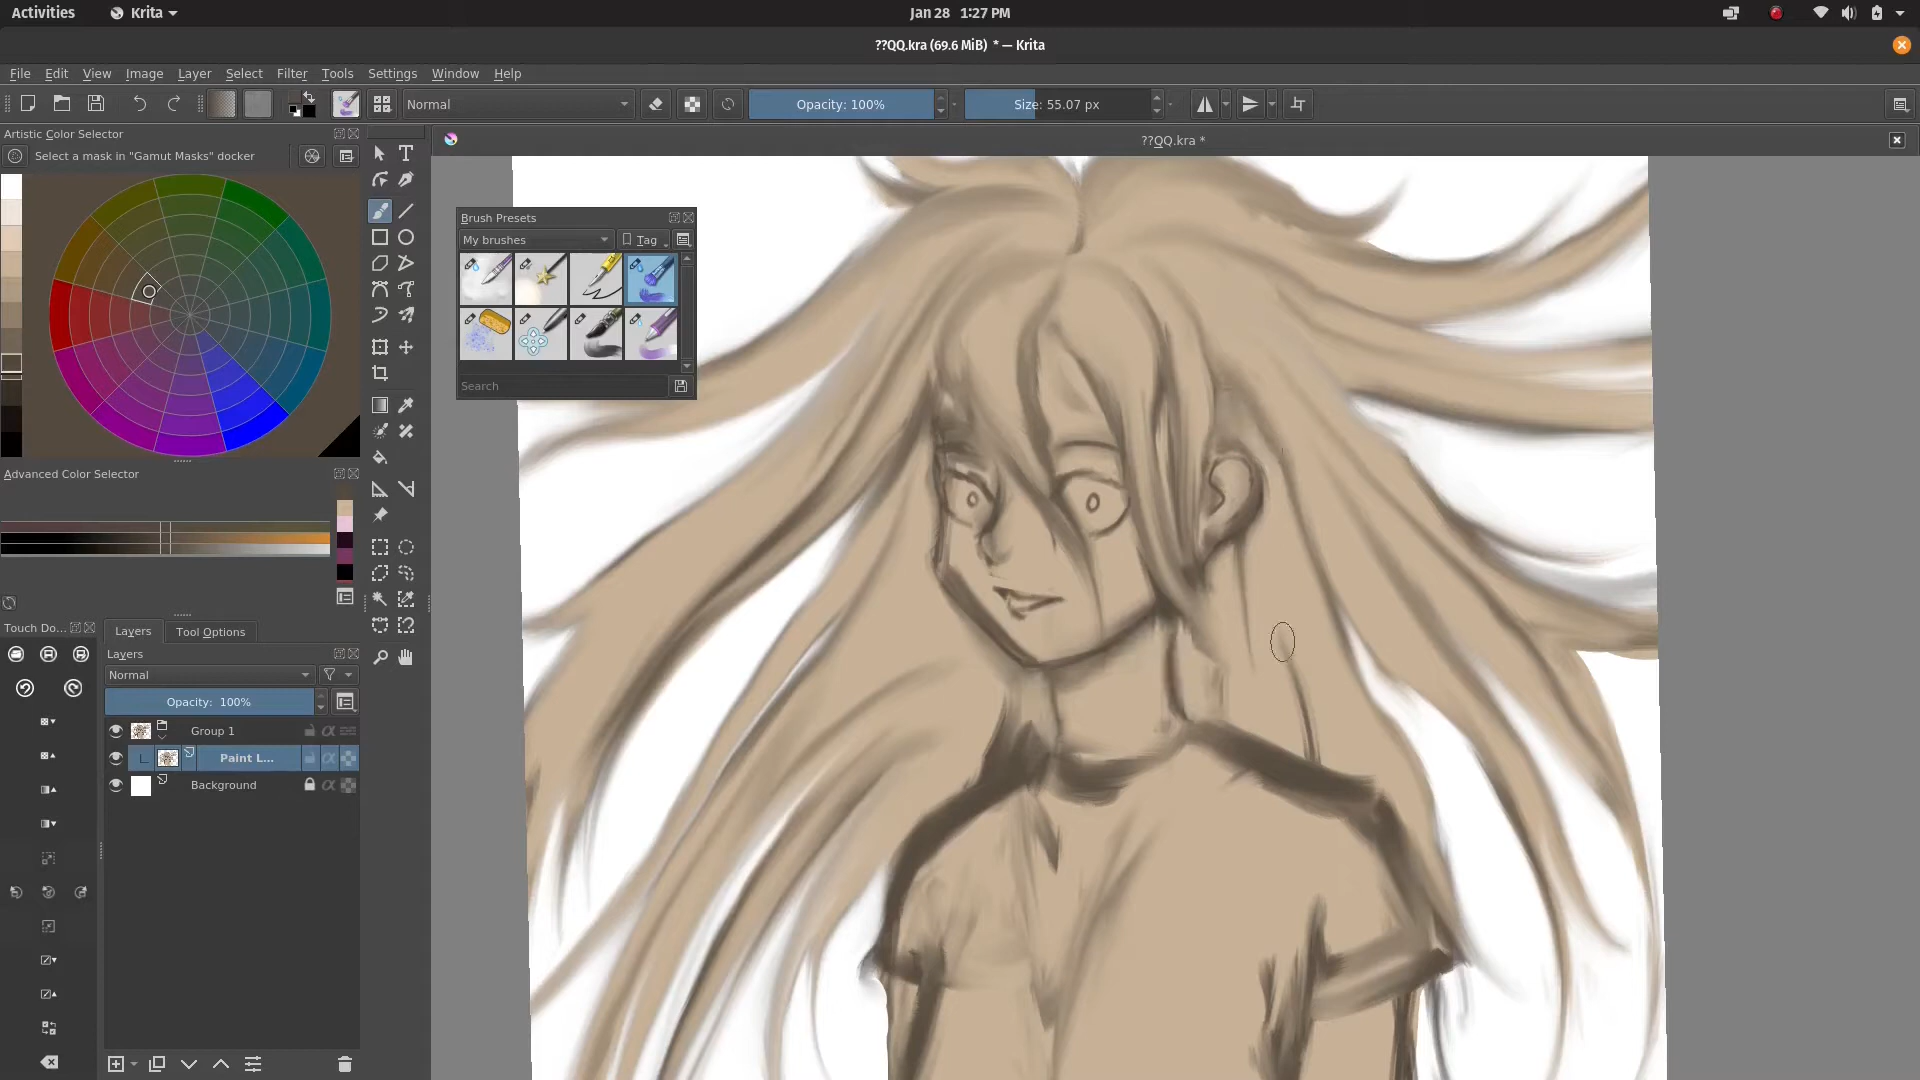 Activities
Krita
Jan 28 1:27 PM
??QQ.kra (69.6 MiB) * — Krita
File Edit View Image Layer Select Filter Tools Settings Window Help
Normal
Opacity: 100%
Size: 55.07 px
Artistic Color Selector
??QQ.kra *
Select a mask in "Gamut Masks" docker
Brush Presets
My brushes
Tag
Search
Advanced Color Selector
Touch Do...
Layers
Tool Options
Layers
Normal
Opacity: 100%
Group 1
Paint L...
Background